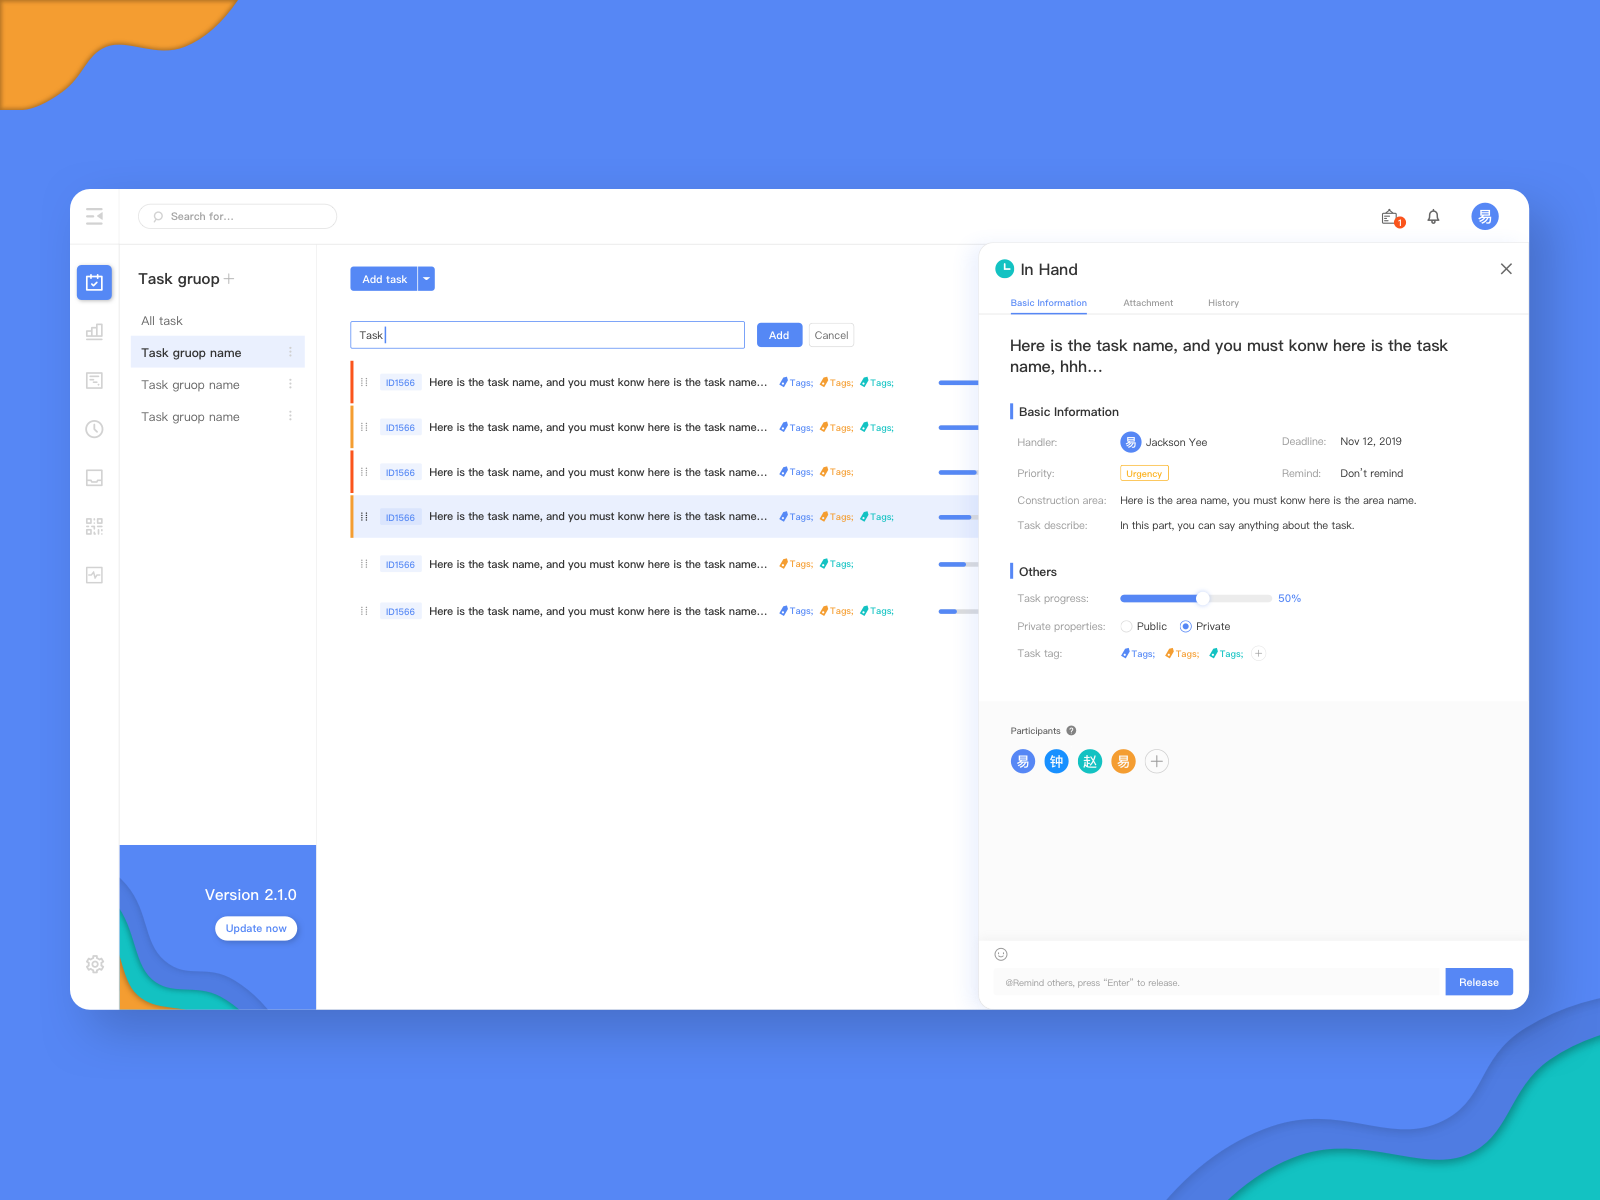 Search for...
1
易
Task gruop
All task
Task gruop name
Task gruop name
Task gruop name
Version 2.1.0
Update now
Add task
Task
Add
Cancel
ID1566 Here is the task name, and you must konw here is the task name... Tags; Tags; Tags;
ID1566 Here is the task name, and you must konw here is the task name... Tags; Tags; Tags;
ID1566 Here is the task name, and you must konw here is the task name... Tags; Tags;
ID1566 Here is the task name, and you must konw here is the task name... Tags; Tags; Tags;
ID1566 Here is the task name, and you must konw here is the task name... Tags; Tags;
ID1566 Here is the task name, and you must konw here is the task name... Tags; Tags; Tags;
In Hand
Basic Information Attachment History
Here is the task name, and you must konw here is the task
name, hhh...
Basic Information
Handler: 易 Jackson Yee Deadline: Nov 12, 2019
Priority: Urgency Remind: Don't remind
Construction area: Here is the area name, you must konw here is the area name.
Task describe: In this part, you can say anything about the task.
Others
Task progress: 50%
Private properties: Public Private
Task tag: Tags; Tags; Tags;
Participants ?
易 钟 赵 易
@Remind others, press “Enter” to release.
Release